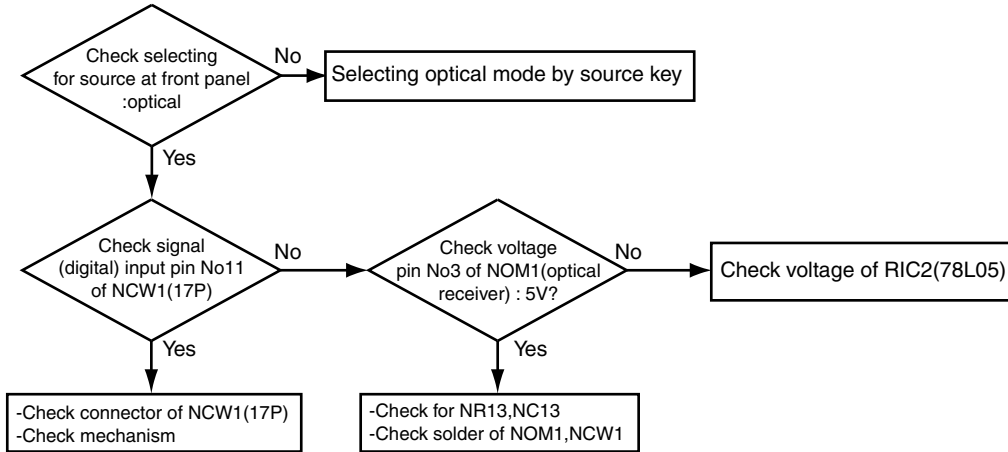 Check selecting
for source at front panel
:optical
No
Selecting optical mode by source key
Yes
Check signal
(digital) input pin No11
of NCW1(17P)
No
Check voltage
pin No3 of NOM1(optical
receiver) : 5V?
No
Check voltage of RIC2(78L05)
Yes
Yes
-Check connector of NCW1(17P)
-Check mechanism
-Check for NR13,NC13
-Check solder of NOM1,NCW1